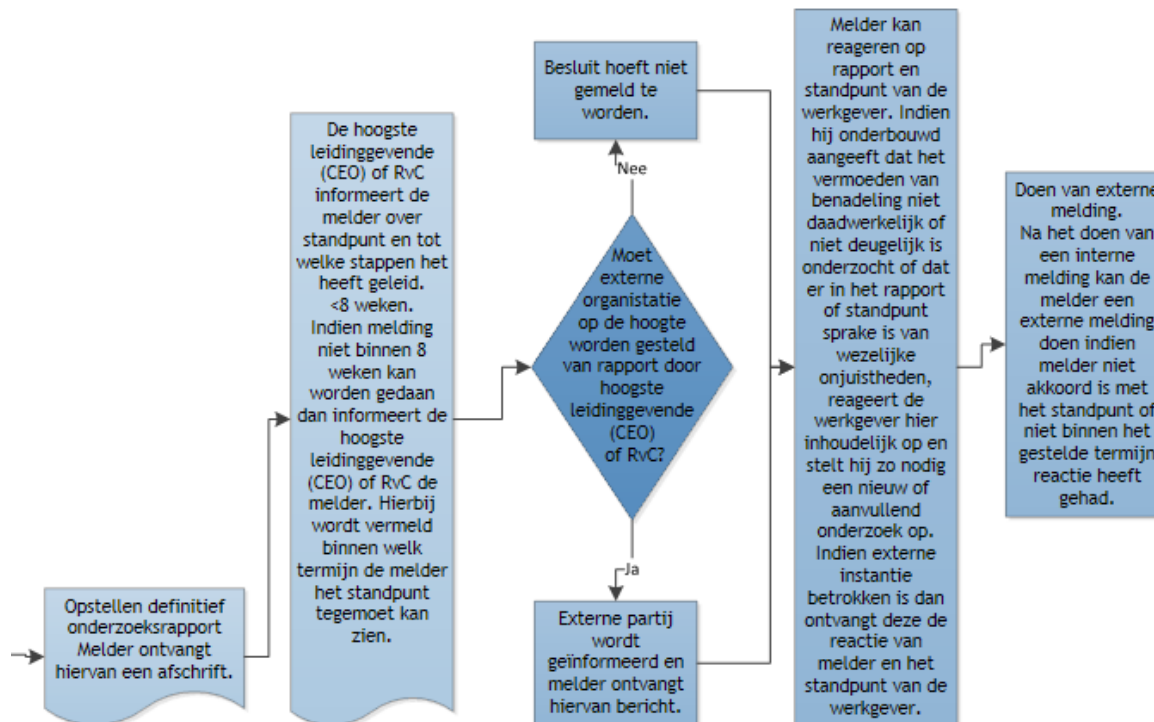 Opstellen definitief
onderzoeksrapport
Melder ontvangt
hiervan een afschrift.
De hoogste
leidinggevende
(CEO) of RvC
informeert de
melder over
standpunt en tot
welke stappen het
heeft geleid.
<8 weken.
Indien melding
niet binnen 8
weken kan
worden gedaan
dan informeert de
hoogste
leidinggevende
(CEO) of RvC de
melder. Hierbij
wordt vermeld
binnen welk
termijn de melder
het standpunt
tegemoet kan
zien.
Besluit hoeft niet
gemeld te
worden.
Nee
Moet
externe
organistatie
op de hoogte
worden gesteld
van rapport door
hoogste
leidinggevende
(CEO)
of RvC?
Ja
Externe partij
wordt
geïnformeerd en
melder ontvangt
hiervan bericht.
Melder kan
reageren op
rapport en
standpunt van de
werkgever. Indien
hij onderbouwd
aangeeft dat het
vermoeden van
benadeling niet
daadwerkelijk of
niet deugelijk is
onderzocht of dat
er in het rapport
of standpunt
sprake is van
wezelijke
onjuistheden,
reageert de
werkgever hier
inhoudelijk op en
stelt hij zo nodig
een nieuw of
aanvullend
onderzoek op.
Indien externe
instantie
betrokken is dan
ontvangt deze de
reactie van
melder en het
standpunt van de
werkgever.
Doen van externe
melding.
Na het doen van
een interne
melding kan de
melder een
externe melding
doen indien
melder niet
akkoord is met
het standpunt of
niet binnen het
gestelde termijn
reactie heeft
gehad.